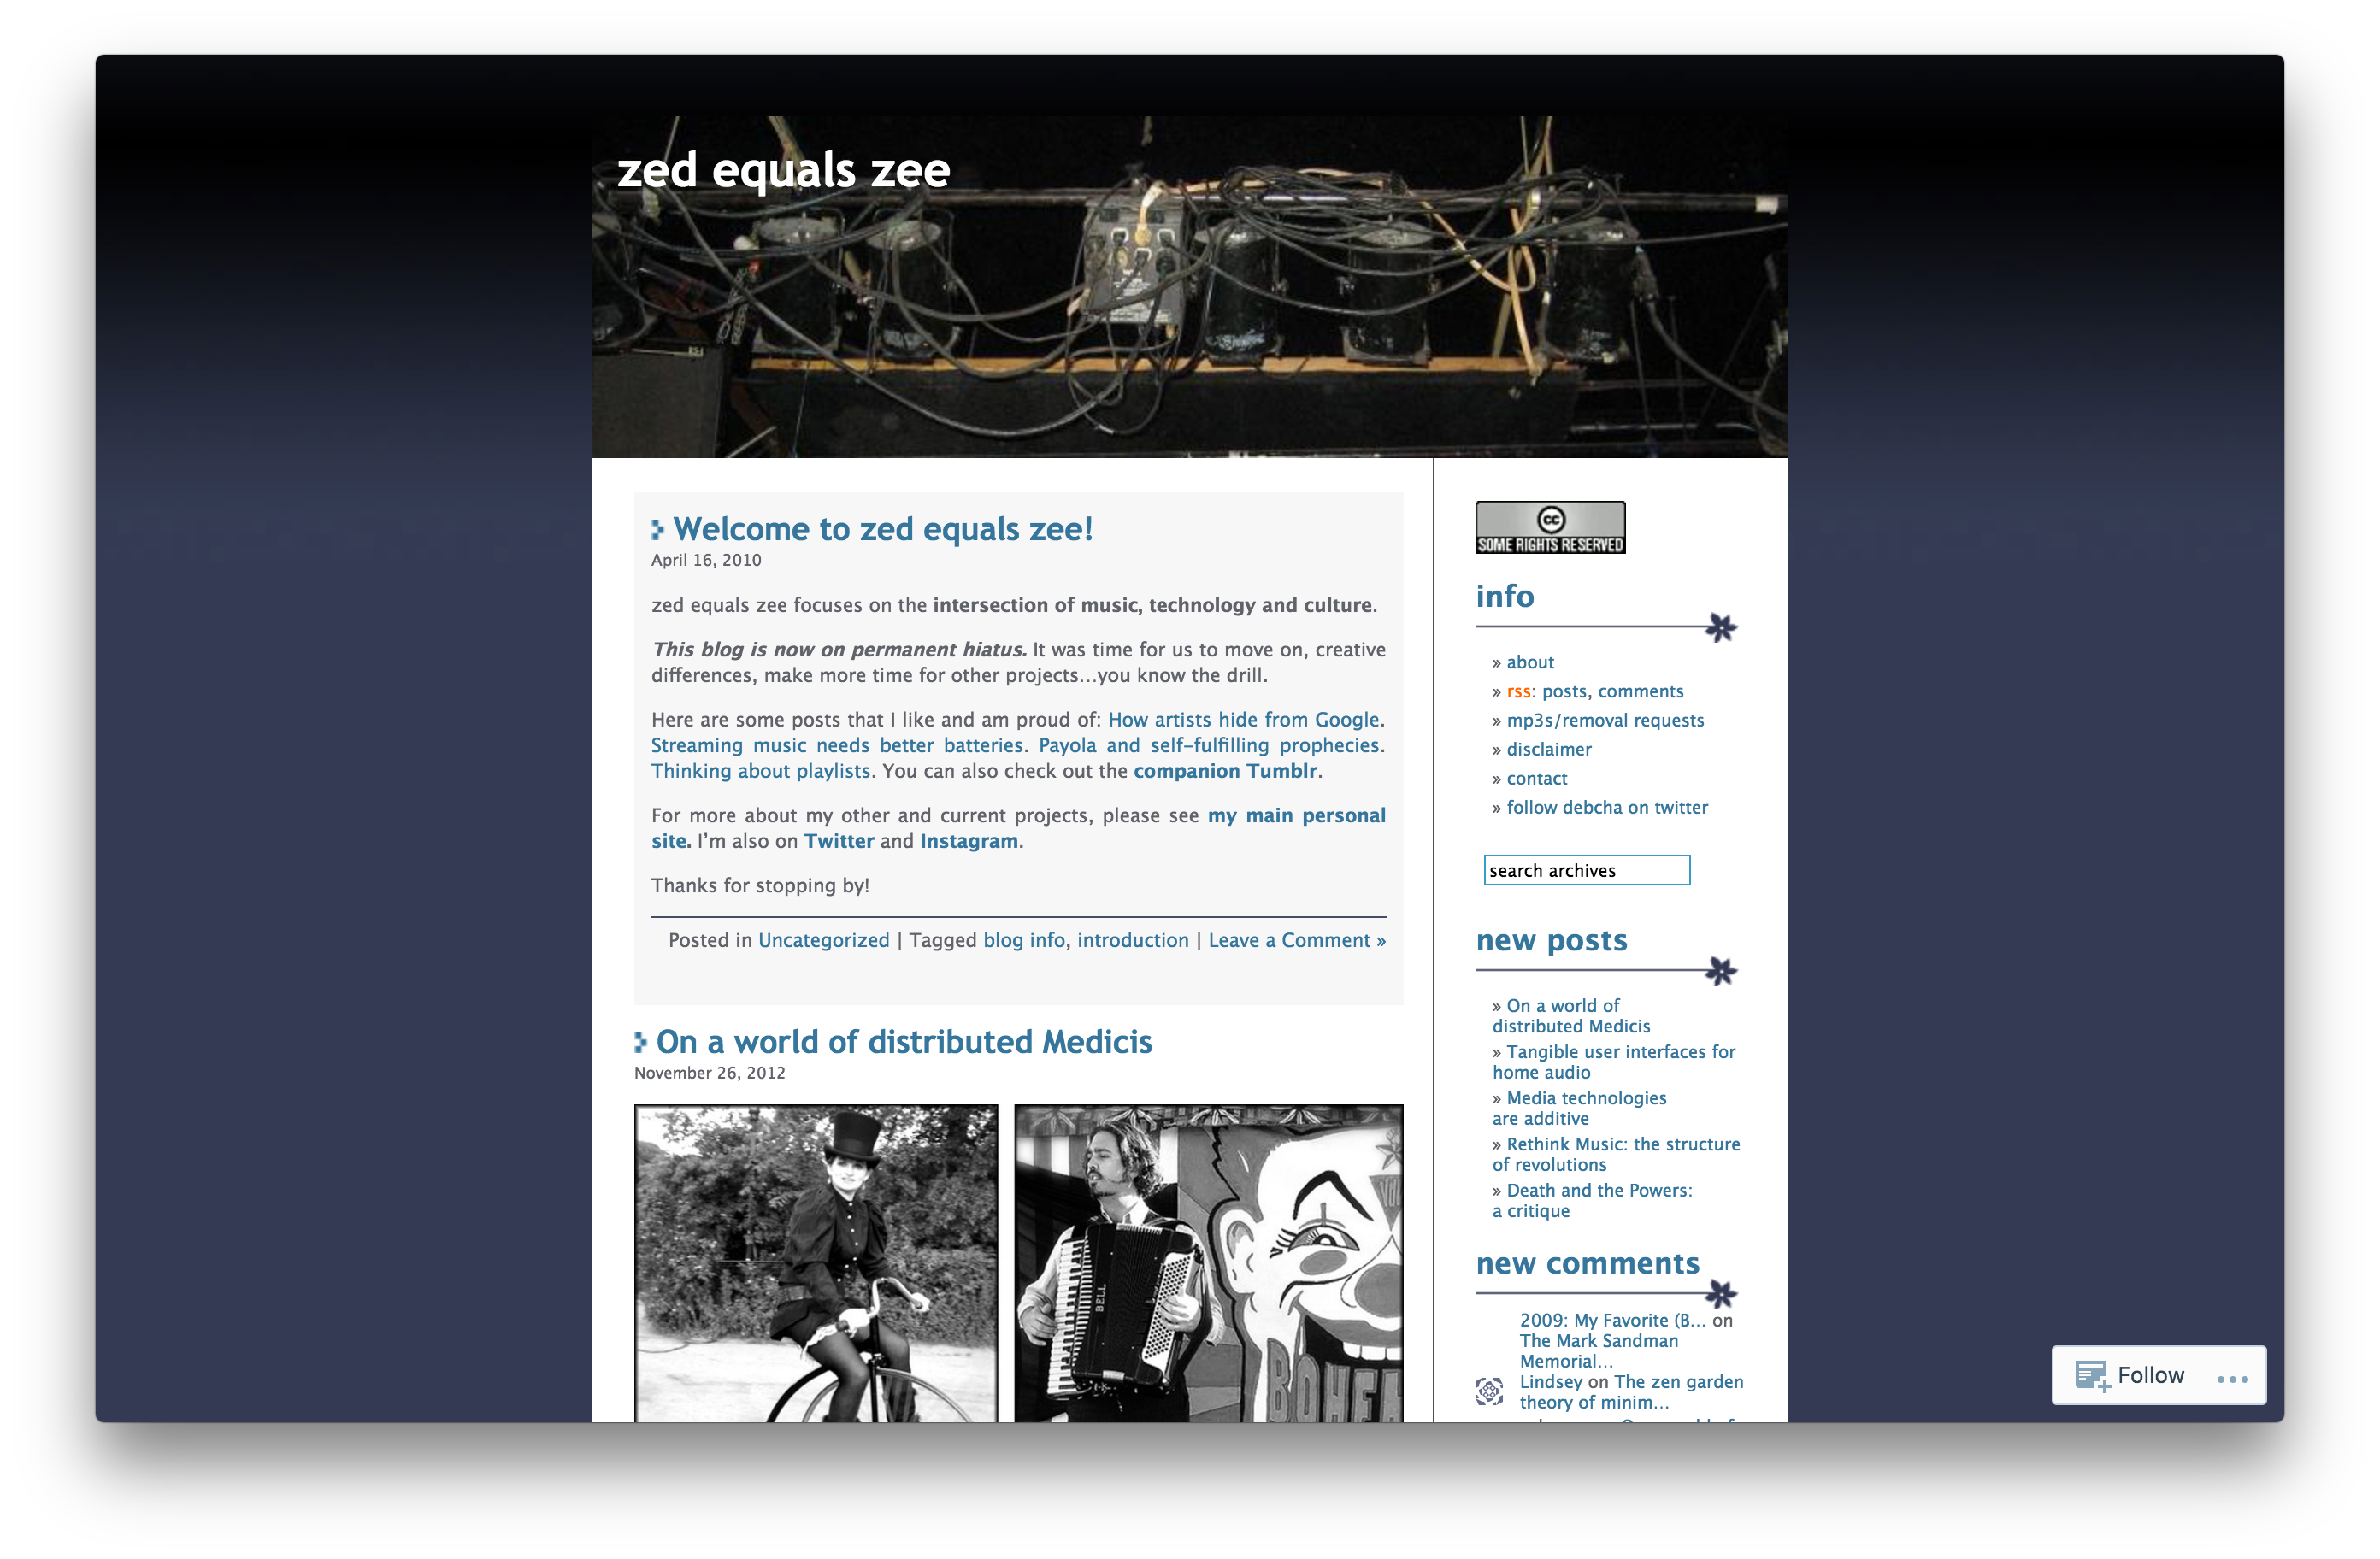 zed equals zee
Welcome to zed equals zee!
April 16, 2010
zed equals zee focuses on the intersection of music, technology and culture.
This blog is now on permanent hiatus. It was time for us to move on, creative
differences, make more time for other projects…you know the drill.
Here are some posts that I like and am proud of: How artists hide from Google.
Streaming music needs better batteries. Payola and self-fulfilling prophecies.
Thinking about playlists. You can also check out the companion Tumblr.
For more about my other and current projects, please see my main personal
site. I'm also on Twitter and Instagram.
Thanks for stopping by!
Posted in Uncategorized | Tagged blog info, introduction | Leave a Comment »
On a world of distributed Medicis
November 26, 2012
BELL
BOHEM
SOME RIGHTS RESERVED
info
» about
» rss: posts, comments
» mp3s/removal requests
» disclaimer
» contact
» follow debcha on twitter
search archives
new posts
» On a world of
distributed Medicis
» Tangible user interfaces for
home audio
» Media technologies
are additive
» Rethink Music: the structure
of revolutions
» Death and the Powers:
a critique
new comments
2009: My Favorite (B… on
The Mark Sandman
Memorial…
Lindsey on The zen garden
theory of minim…
Follow